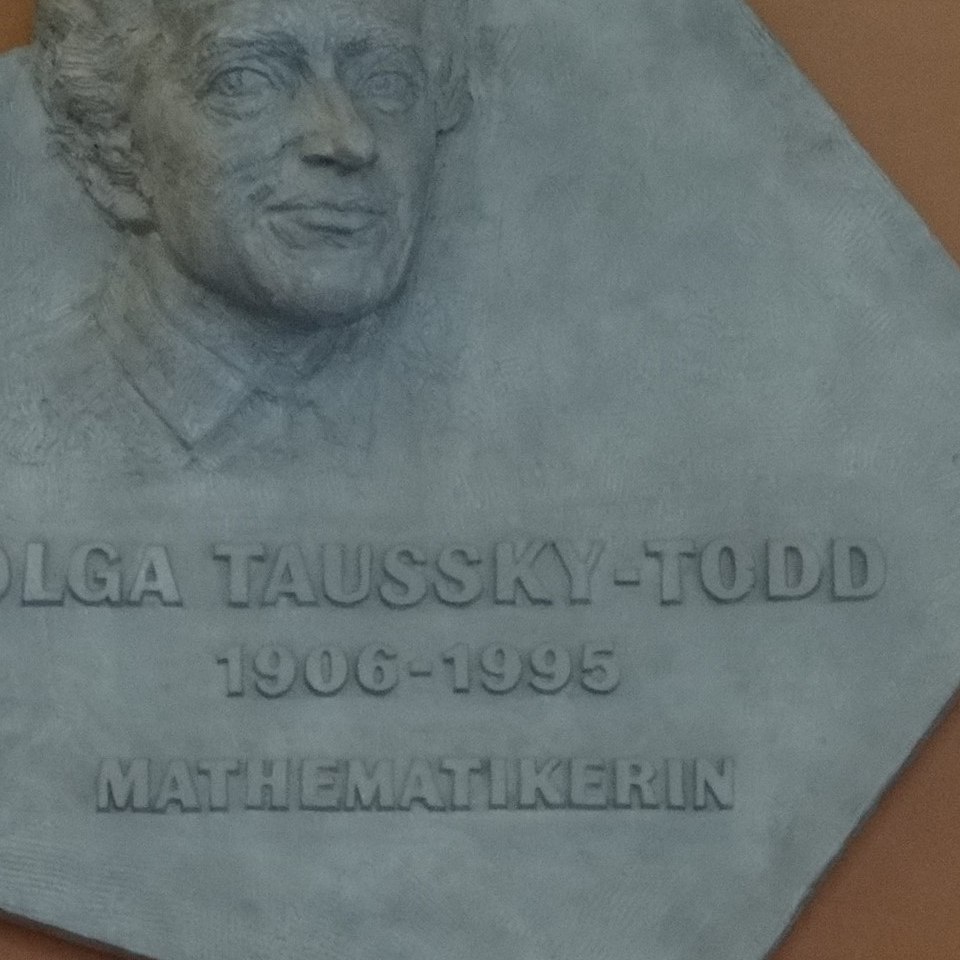 OLGA TAUSSKY-TODD
1906-1995
MATHEMATIKERIN